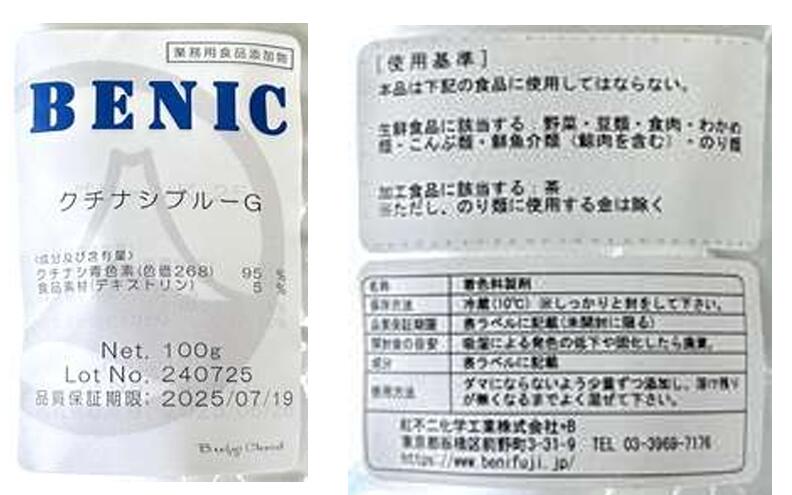 業務用食品添加物
BENIC
クチナシブルーG
(成分及び含有量)
クチナシ青色素(色価268) 95 %
食品素材(デキストリン) 5 %
Net. 100g
Lot No. 240725
品質保証期限: 2025/07/19
[使用基準]
本品は下記の食品に使用してはならない。
生鮮食品に該当する:野菜・豆類・食肉・わかめ
類・こんぶ類・鮮魚介類(鯨肉を含む)・のり類
加工食品に該当する:茶
※ただし、のり類に使用する金は除く
名称 着色料製剤
保存方法 冷蔵(10℃) ※しっかりと封をして下さい。
品質保証期限 表ラベルに記載(未開封に限る)
開封後の目安 吸湿による発色の低下や固化したら廃棄。
成分 表ラベルに記載
使用方法 ダマにならないよう少量ずつ添加し、溶け残り
が無くなるまでよく混ぜて下さい。
紅不二化学工業株式会社+B
東京都板橋区前野町3-31-9 TEL 03-3969-7176
https://www.benifuji.jp/